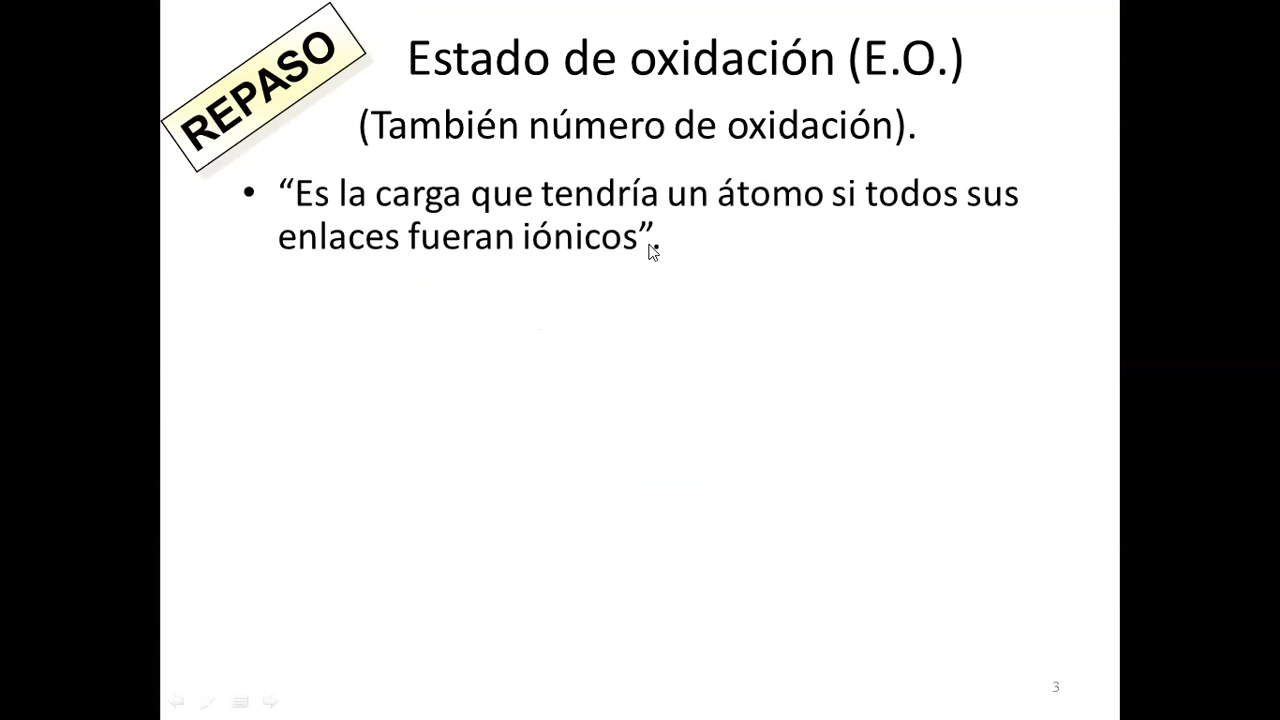 REPASO
Estado de oxidación (E.O.)
(También número de oxidación).
• “Es la carga que tendría un átomo si todos sus
enlaces fueran iónicos”.
3